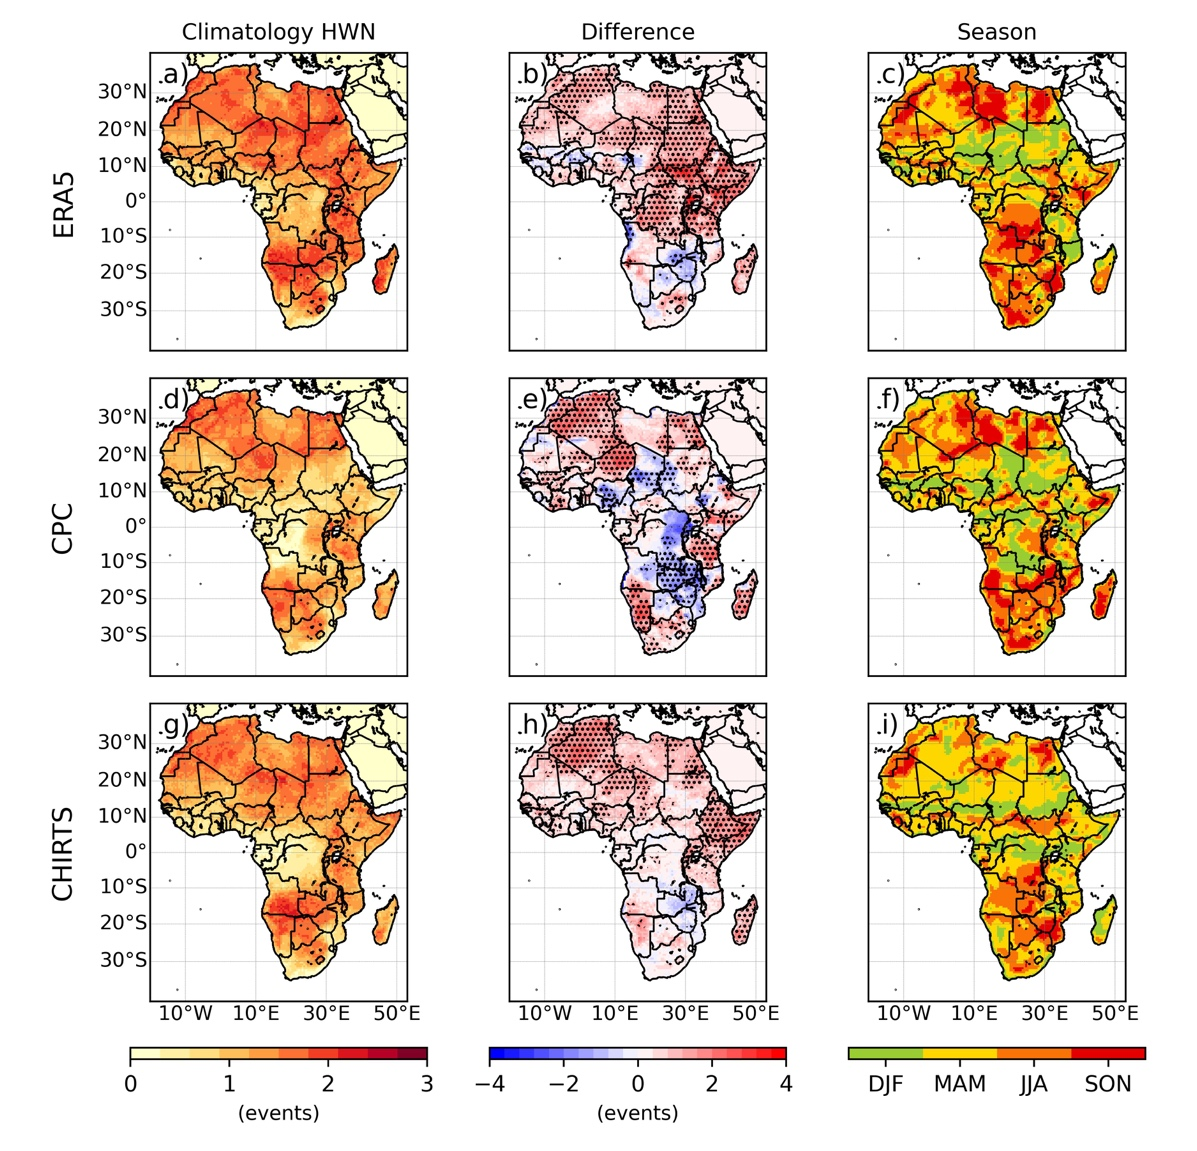 Climatology HWN Difference Season
ERA5
a) b) c)
30°N
20°N
10°N
0°
10°S
20°S
30°S
CPC
d) e) f)
30°N
20°N
10°N
0°
10°S
20°S
30°S
CHIRTS
g) h) i)
30°N
20°N
10°N
0°
10°S
20°S
30°S
10°W 10°E 30°E 50°E 10°W 10°E 30°E 50°E 10°W 10°E 30°E 50°E
0 1 2 3 −4 −2 0 2 4 DJF MAM JJA SON
(events) (events)